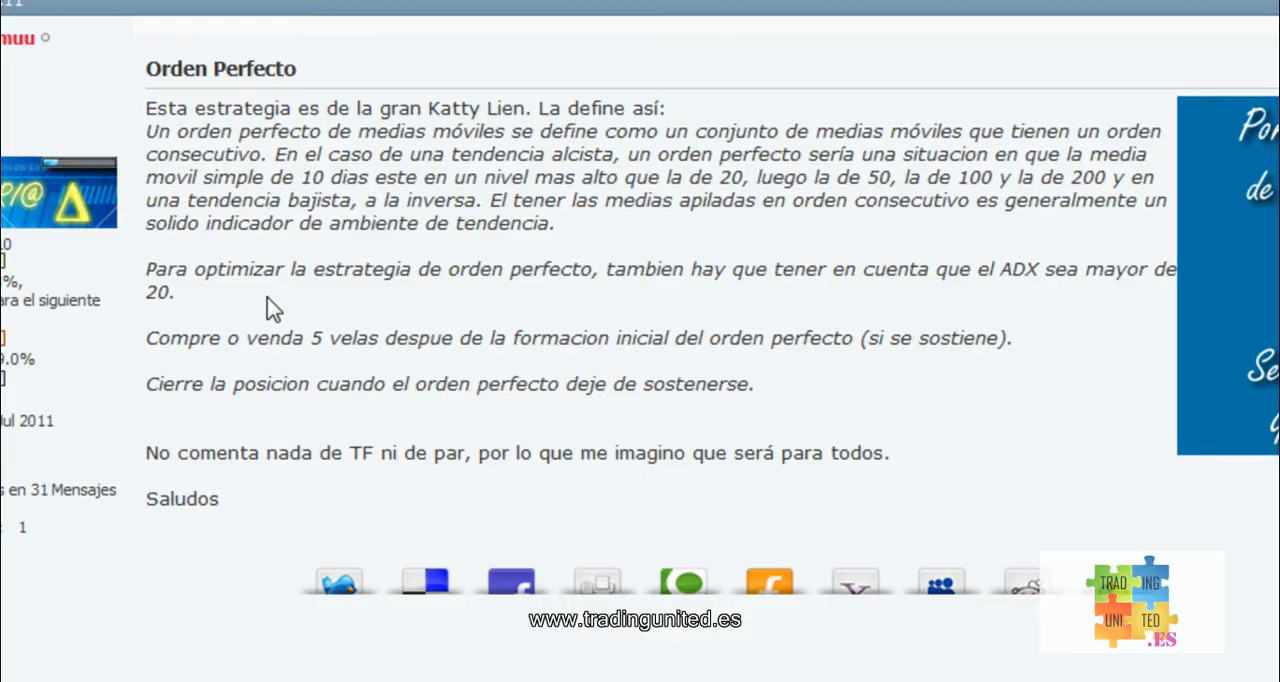 muu
Orden Perfecto
Esta estrategia es de la gran Katty Lien. La define así:
Un orden perfecto de medias móviles se define como un conjunto de medias móviles que tienen un orden
consecutivo. En el caso de una tendencia alcista, un orden perfecto sería una situacion en que la media
movil simple de 10 dias este en un nivel mas alto que la de 20, luego la de 50, la de 100 y la de 200 y en
una tendencia bajista, a la inversa. El tener las medias apiladas en orden consecutivo es generalmente un
solido indicador de ambiente de tendencia.
Para optimizar la estrategia de orden perfecto, tambien hay que tener en cuenta que el ADX sea mayor de
20.
Compre o venda 5 velas despue de la formacion inicial del orden perfecto (si se sostiene).
Cierre la posicion cuando el orden perfecto deje de sostenerse.
No comenta nada de TF ni de par, por lo que me imagino que será para todos.
Saludos
%,
ara el siguiente
9.0%
ul 2011
s en 31 Mensajes
: 1
de
Se
www.tradingunited.es
TRAD ING
UNI TED
.ES